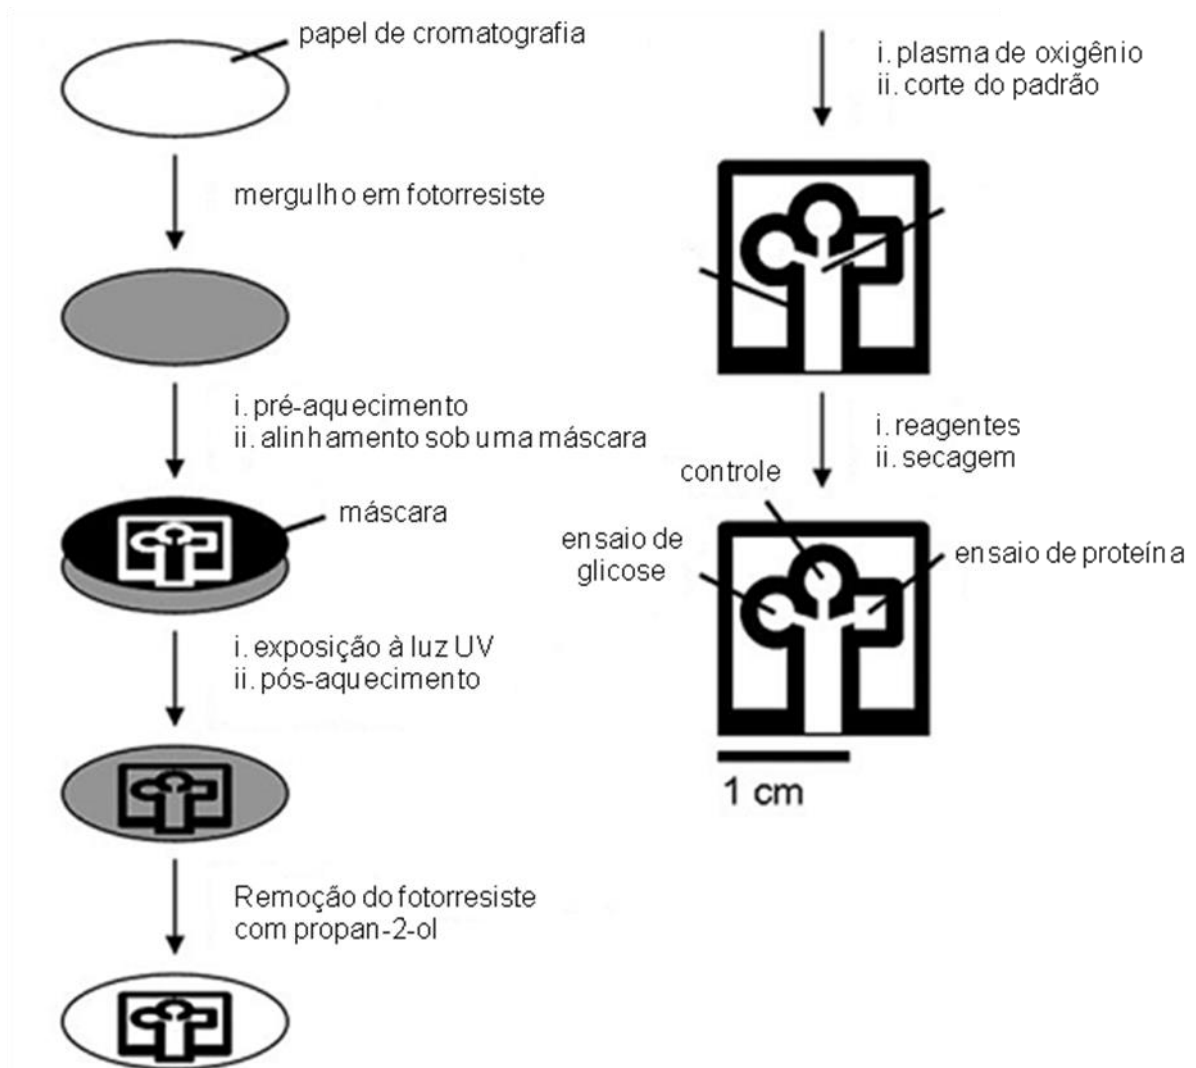 papel de cromatografia
mergulho em fotorresiste
i. pré-aquecimento
ii. alinhamento sob uma máscara
máscara
i. exposição à luz UV
ii. pós-aquecimento
Remoção do fotorresiste
com propan-2-ol
i. plasma de oxigênio
ii. corte do padrão
i. reagentes
ii. secagem
controle
ensaio de
glicose
ensaio de proteína
1 cm